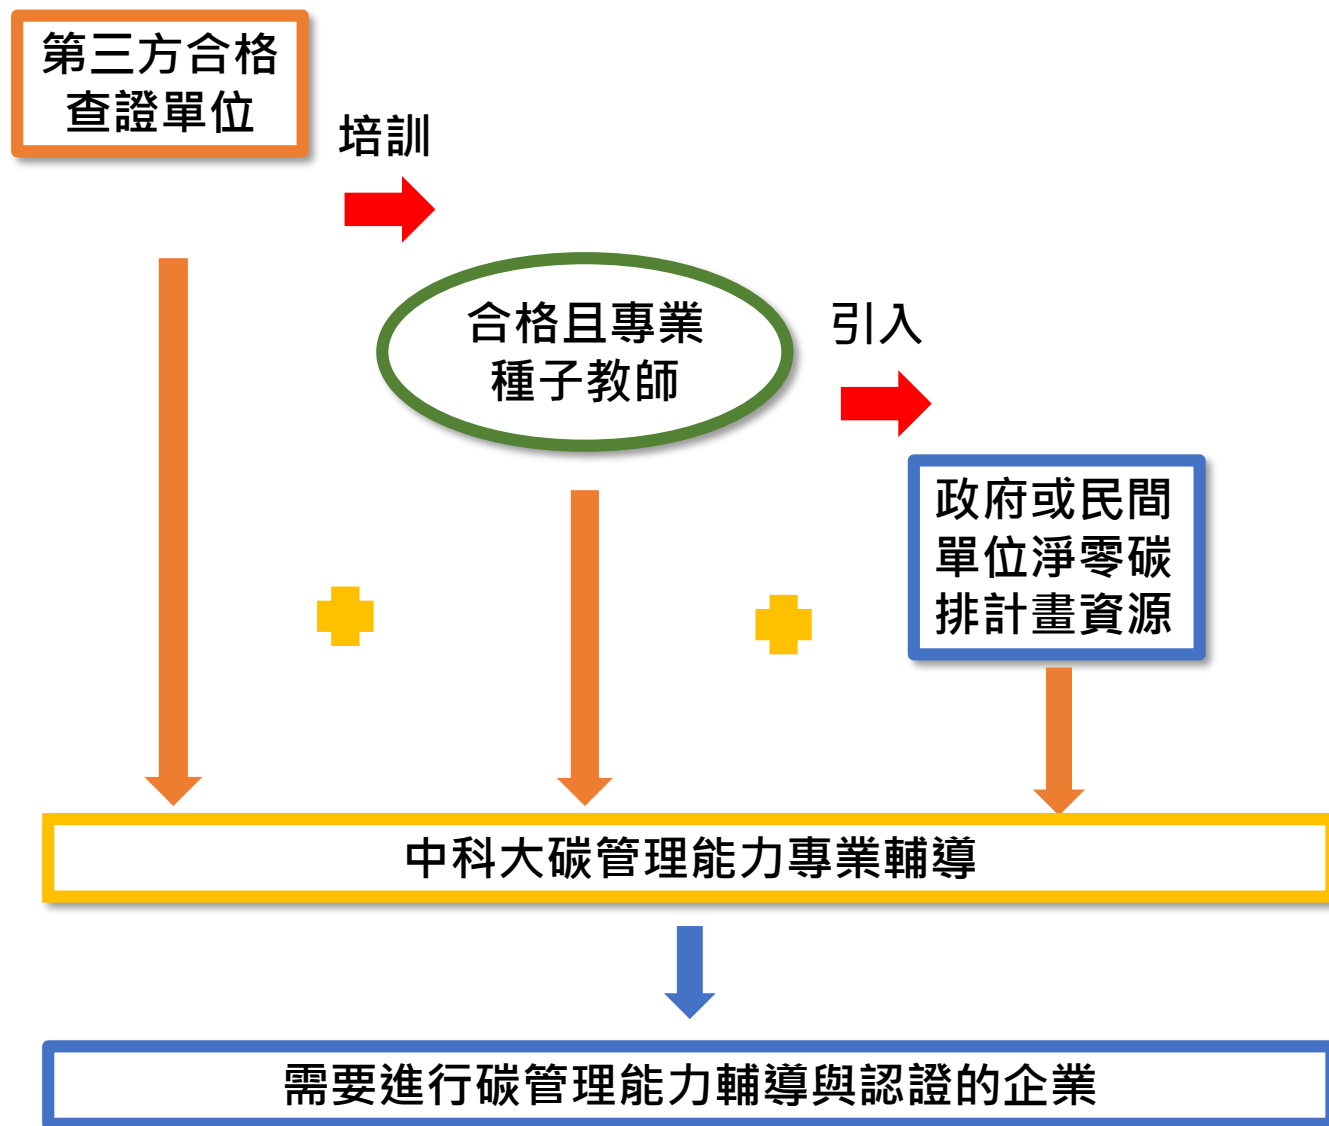 第三方合格
查證單位
培訓
合格且專業
種子教師
引入
政府或民間
單位淨零碳
排計畫資源
中科大碳管理能力專業輔導
需要進行碳管理能力輔導與認證的企業